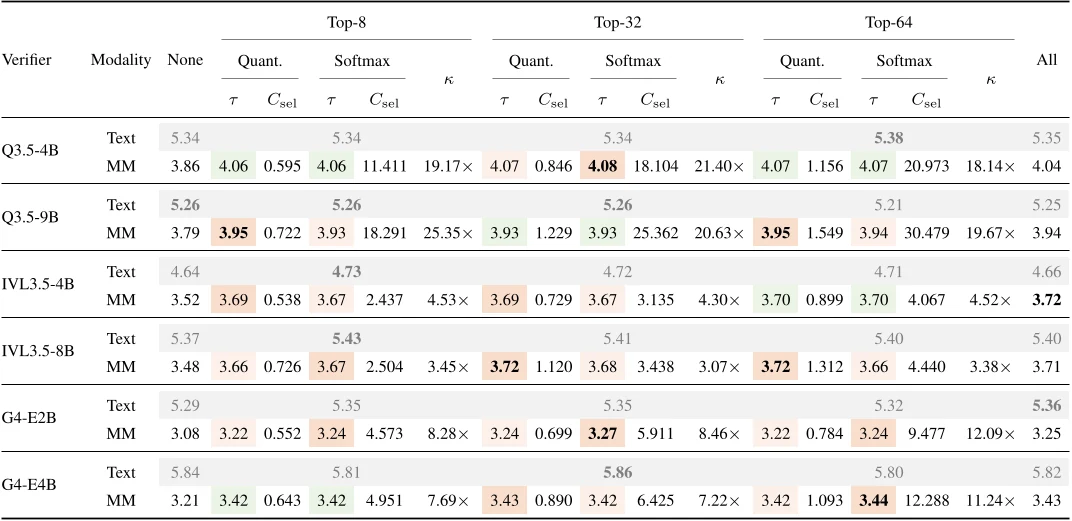 Top-8 Top-32 Top-64
Verifier Modality None Quant. Softmax κ Quant. Softmax κ Quant. Softmax κ All
τ C_sel τ C_sel τ C_sel τ C_sel τ C_sel τ C_sel
Q3.5-4B
Text 5.34 5.34 5.34 5.38 5.35
MM 3.86 4.06 0.595 4.06 11.411 19.17× 4.07 0.846 4.08 18.104 21.40× 4.07 1.156 4.07 20.973 18.14× 4.04
Q3.5-9B
Text 5.26 5.26 5.26 5.21 5.25
MM 3.79 3.95 0.722 3.93 18.291 25.35× 3.93 1.229 3.93 25.362 20.63× 3.95 1.549 3.94 30.479 19.67× 3.94
IVL3.5-4B
Text 4.64 4.73 4.72 4.71 4.66
MM 3.52 3.69 0.538 3.67 2.437 4.53× 3.69 0.729 3.67 3.135 4.30× 3.70 0.899 3.70 4.067 4.52× 3.72
IVL3.5-8B
Text 5.37 5.43 5.41 5.40 5.40
MM 3.48 3.66 0.726 3.67 2.504 3.45× 3.72 1.120 3.68 3.438 3.07× 3.72 1.312 3.66 4.440 3.38× 3.71
G4-E2B
Text 5.29 5.35 5.35 5.32 5.36
MM 3.08 3.22 0.552 3.24 4.573 8.28× 3.24 0.699 3.27 5.911 8.46× 3.22 0.784 3.24 9.477 12.09× 3.25
G4-E4B
Text 5.84 5.81 5.86 5.80 5.82
MM 3.21 3.42 0.643 3.42 4.951 7.69× 3.43 0.890 3.42 6.425 7.22× 3.42 1.093 3.44 12.288 11.24× 3.43